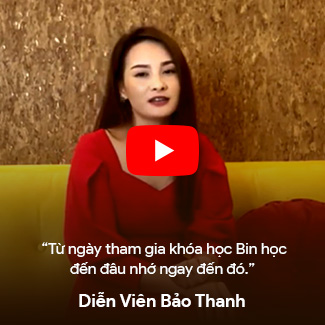 “Từ ngày tham gia khóa học Bin học
đến đâu nhớ ngay đến đó.”
Diễn Viên Bảo Thanh